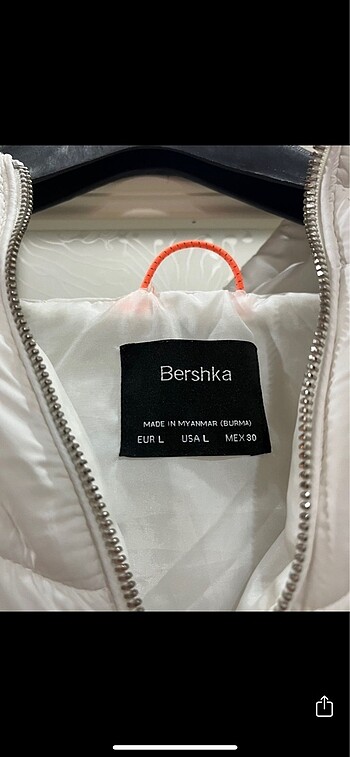 Bershka
MADE IN MYANMAR (BURMA)
EUR L USA L MEX 30